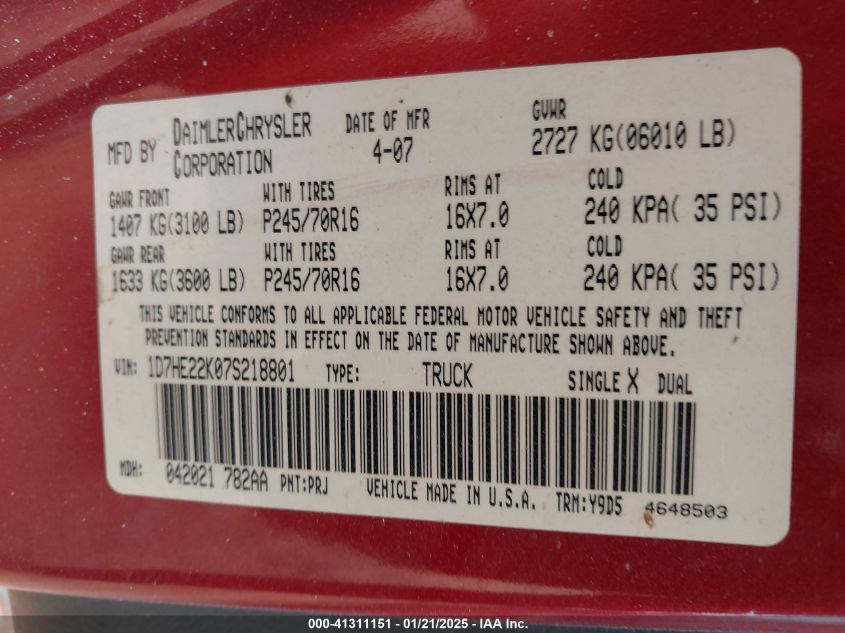 MFD BY DAIMLERCHRYSLER CORPORATION DATE OF MFR 4-07 GVWR 2727 KG(06010 LB)
GAWR FRONT WITH TIRES RIMS AT COLD
1407 KG(3100 LB) P245/70R16 16X7.0 240 KPA( 35 PSI)
GAWR REAR WITH TIRES RIMS AT COLD
1633 KG(3600 LB) P245/70R16 16X7.0 240 KPA( 35 PSI)
THIS VEHICLE CONFORMS TO ALL APPLICABLE FEDERAL MOTOR VEHICLE SAFETY AND THEFT
PREVENTION STANDARDS IN EFFECT ON THE DATE OF MANUFACTURE SHOWN ABOVE.
VIN: 1D7HE22K07S218801 TYPE: TRUCK SINGLE X DUAL
MDH: 042021 782AA PNT:PRJ VEHICLE MADE IN U.S.A. TRM:Y9D5 4648503
000-41311151 — 01/21/2025 — IAA Inc.